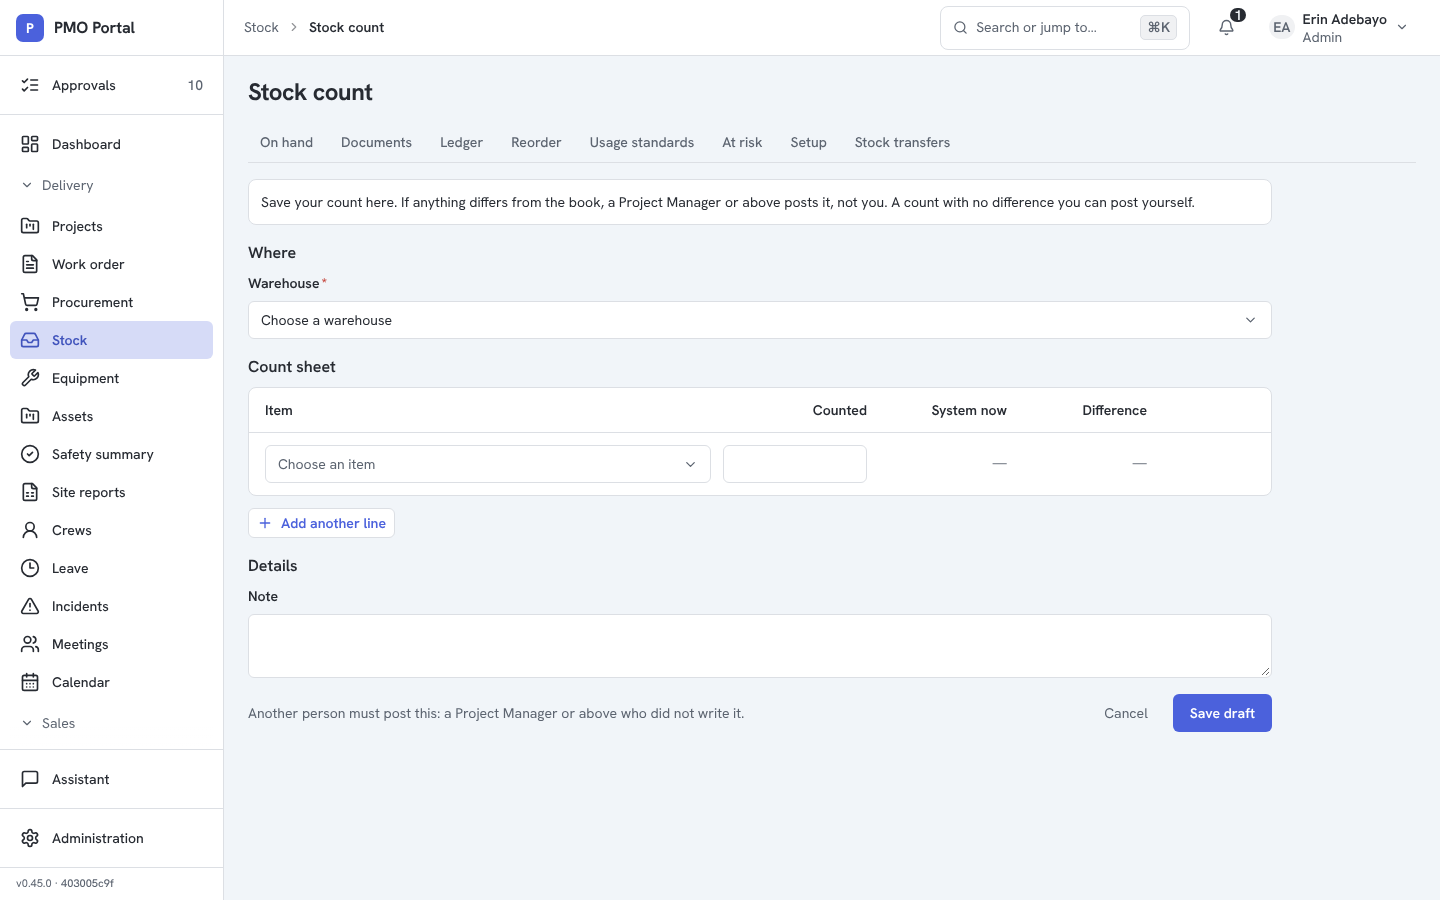 P PMO Portal
Stock > Stock count
Search or jump to... ⌘K
1
EA Erin Adebayo
Admin
Approvals 10
Dashboard
Delivery
Projects
Work order
Procurement
Stock
Equipment
Assets
Safety summary
Site reports
Crews
Leave
Incidents
Meetings
Calendar
Sales
Assistant
Administration
v0.45.0 · 403005c9f
Stock count
On hand Documents Ledger Reorder Usage standards At risk Setup Stock transfers
Save your count here. If anything differs from the book, a Project Manager or above posts it, not you. A count with no difference you can post yourself.
Where
Warehouse*
Choose a warehouse
Count sheet
Item Counted System now Difference
Choose an item — —
+ Add another line
Details
Note
Another person must post this: a Project Manager or above who did not write it.
Cancel Save draft